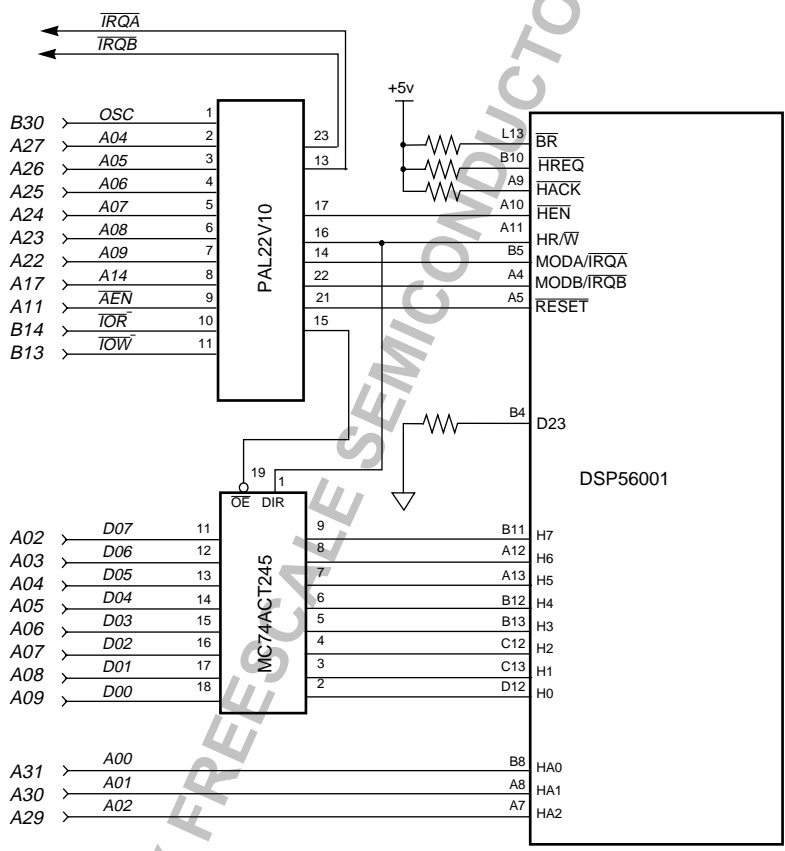 IRQA
IRQB
+5v
B30 OSC 1
A27 A04 2 23 L13 BR
A26 A05 3 13 B10 HREQ
A25 A06 4 A9 HACK
A24 A07 5 17 A10 HEN
A23 A08 6 16 A11 HR/W
A22 A09 7 14 B5 MODA/IRQA
A17 A14 8 22 A4 MODB/IRQB
A11 AEN 9 21 A5 RESET
B14 IOR 10 15
B13 IOW 11
PAL22V10
B4 D23
DSP56001
19 1
OE DIR
A02 D07 11 9 B11 H7
A03 D06 12 8 A12 H6
A04 D05 13 7 A13 H5
A05 D04 14 6 B12 H4
A06 D03 15 5 B13 H3
A07 D02 16 4 C12 H2
A08 D01 17 3 C13 H1
A09 D00 18 2 D12 H0
MC74ACT245
A31 A00 B8 HA0
A30 A01 A8 HA1
A29 A02 A7 HA2
FREESCALE SEMICONDUCTO